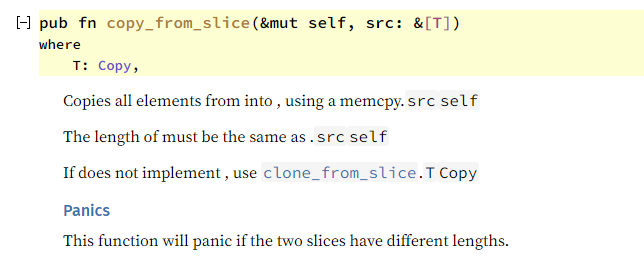 [−] pub fn copy_from_slice(&mut self, src: &[T])
where
T: Copy,
Copies all elements from into , using a memcpy. src self
The length of must be the same as . src self
If does not implement , use clone_from_slice. T Copy
Panics
This function will panic if the two slices have different lengths.